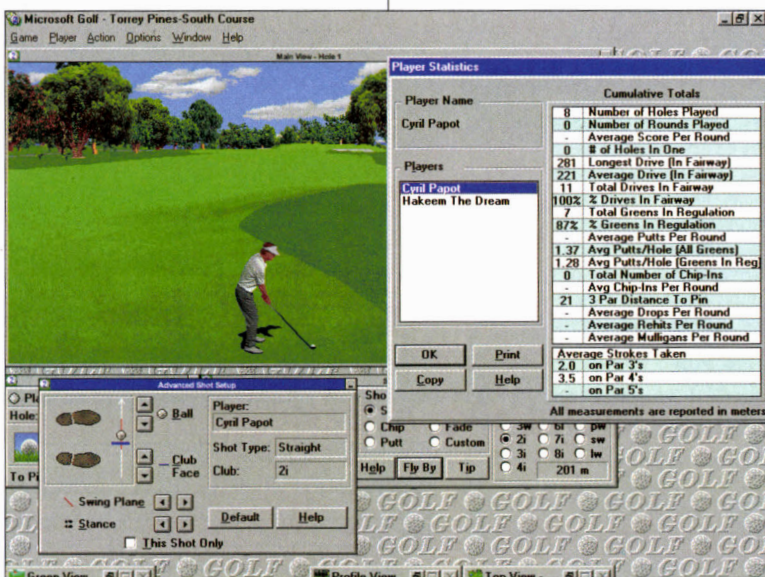 Microsoft Golf - Torrey Pines-South Course
Game Player Action Options Window Help
Main View - Hole 1
Player Statistics
Player Name
Cyril Papot
Players
Cyril Papot
Hakeem The Dream
OK Print
Copy Help
Cumulative Totals
8 Number of Holes Played
0 Number of Rounds Played
- Average Score Per Round
0 # of Holes In One
281 Longest Drive (In Fairway)
221 Average Drive (In Fairway)
11 Total Drives In Fairway
100% % Drives In Fairway
7 Total Greens In Regulation
87% % Greens In Regulation
- Average Putts Per Round
1.37 Avg Putts/Hole (All Greens)
1.28 Avg Putts/Hole (Greens In Reg)
0 Total Number of Chip-Ins
- Avg Chip-Ins Per Round
21 3 Par Distance To Pin
- Average Drops Per Round
- Average Rehits Per Round
- Average Mulligans Per Round
Average Strokes Taken
2.0 on Par 3's
3.5 on Par 4's
- on Par 5's
All measurements are reported in meters
Advanced Shot Setup
Ball
Club Face
Player:
Cyril Papot
Shot Type: Straight
Club: 2i
Swing Plane
Stance
Default Help
This Shot Only
Hole:
To Pi
Sho
Chip Fade
Putt Custom
Help Fly By Tip
3w 6i pw
2i 7i sw
3i 8i lw
4i 201 m
GOLF GOLF GOLF GOLF
Green View Profile View Top View